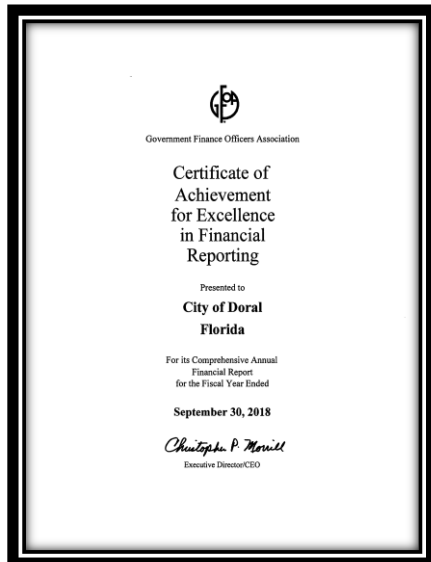 Government Finance Officers Association
Certificate of
Achievement
for Excellence
in Financial
Reporting
Presented to
City of Doral
Florida
For its Comprehensive Annual
Financial Report
for the Fiscal Year Ended
September 30, 2018
Christopher P. Morrill
Executive Director/CEO